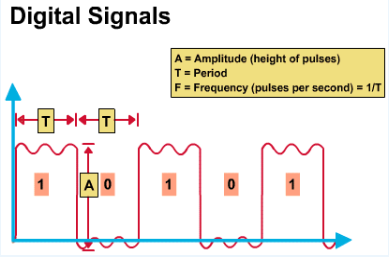 Digital Signals
A = Amplitude (height of pulses)
T = Period
F = Frequency (pulses per second) = 1/T
T T
1 A 0 1 0 1